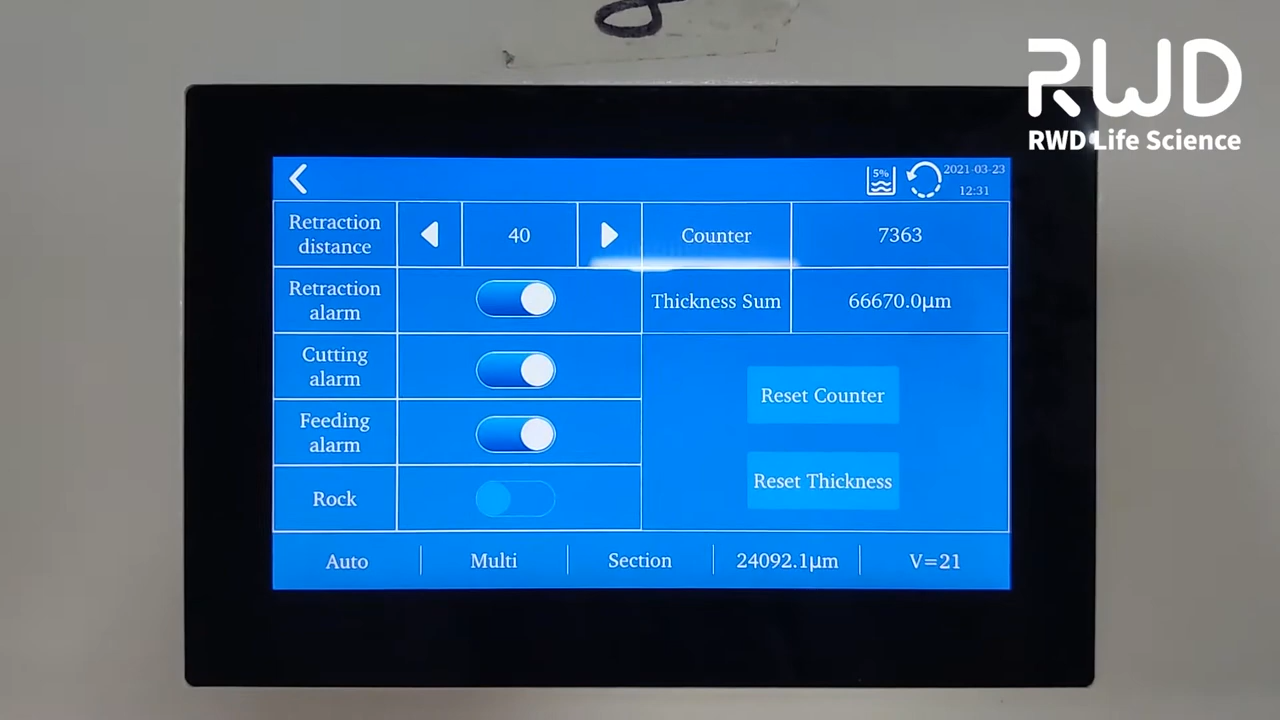 RWD
RWD Life Science
5%
2021-03-23
12:31
Retraction
distance
40
Counter
7363
Retraction
alarm
Thickness Sum
66670.0μm
Cutting
alarm
Reset Counter
Feeding
alarm
Reset Thickness
Rock
Auto
Multi
Section
24092.1μm
V=21